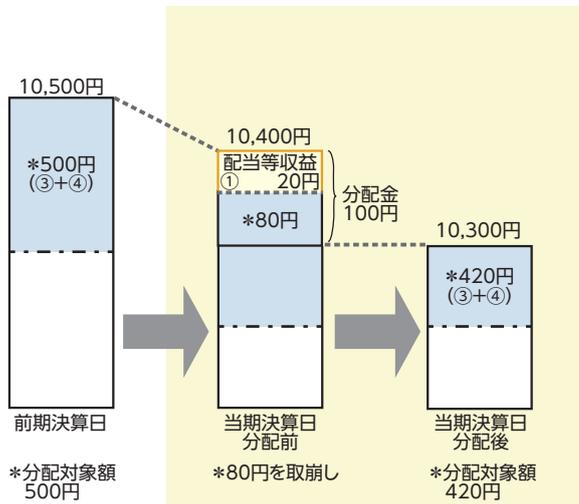 10,500円
*500円
(③+④)
前期決算日
*分配対象額
500円
10,400円
配当等収益
① 20円
*80円
分配金
100円
当期決算日
分配前
*80円を取崩し
10,300円
*420円
(③+④)
当期決算日
分配後
*分配対象額
420円